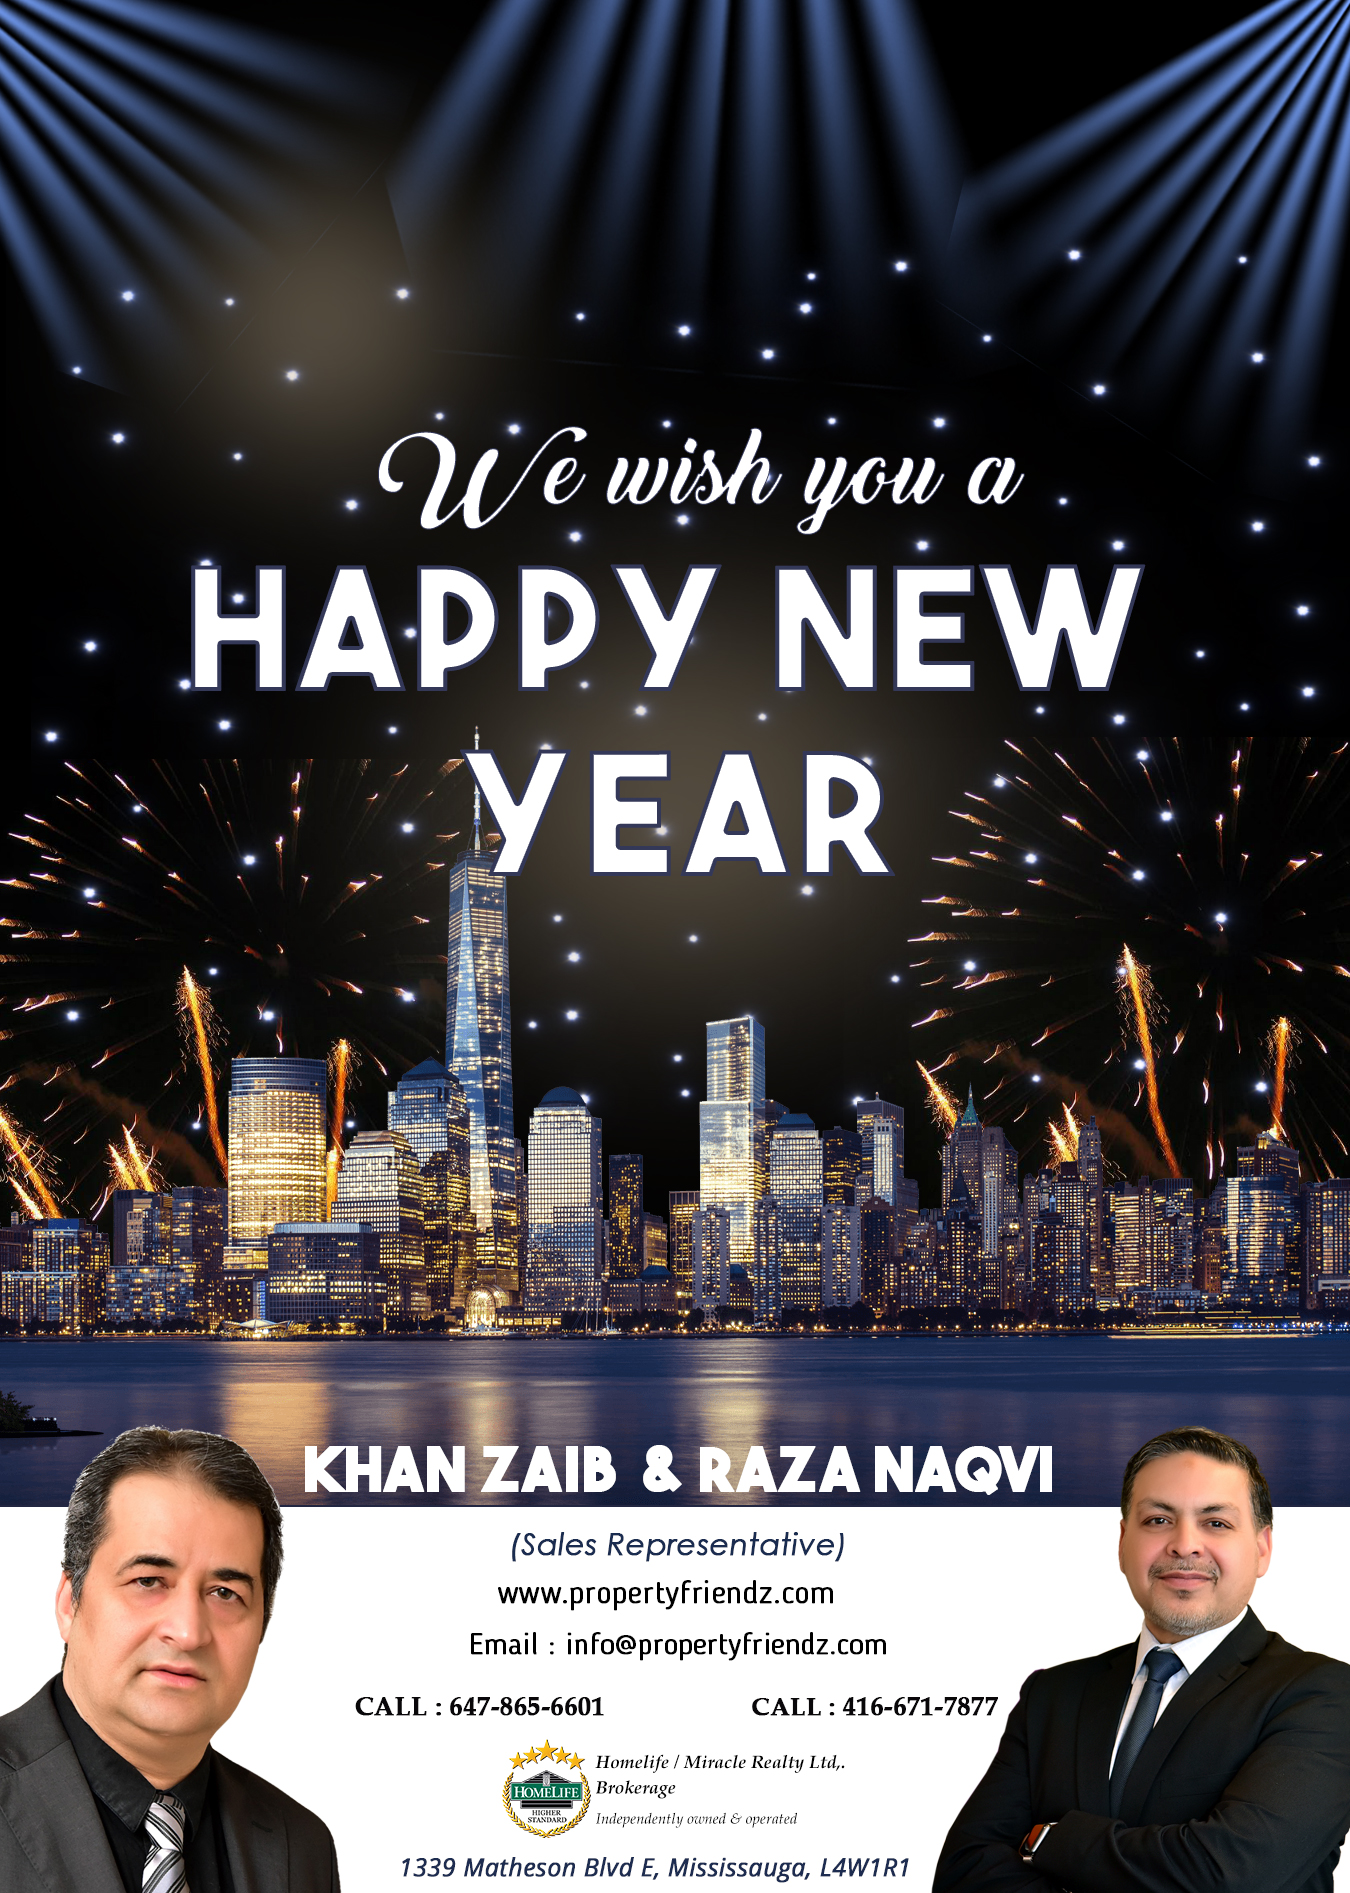 We wish you a
HAPPY NEW
YEAR
KHAN ZAIB & RAZA NAQVI
(Sales Representative)
www.propertyfriendz.com
Email : info@propertyfriendz.com
CALL : 647-865-6601
CALL : 416-671-7877
HOMELIFE
HIGHER
STANDARD
Homelife / Miracle Realty Ltd,.
Brokerage
Independently owned & operated
1339 Matheson Blvd E, Mississauga, L4W1R1